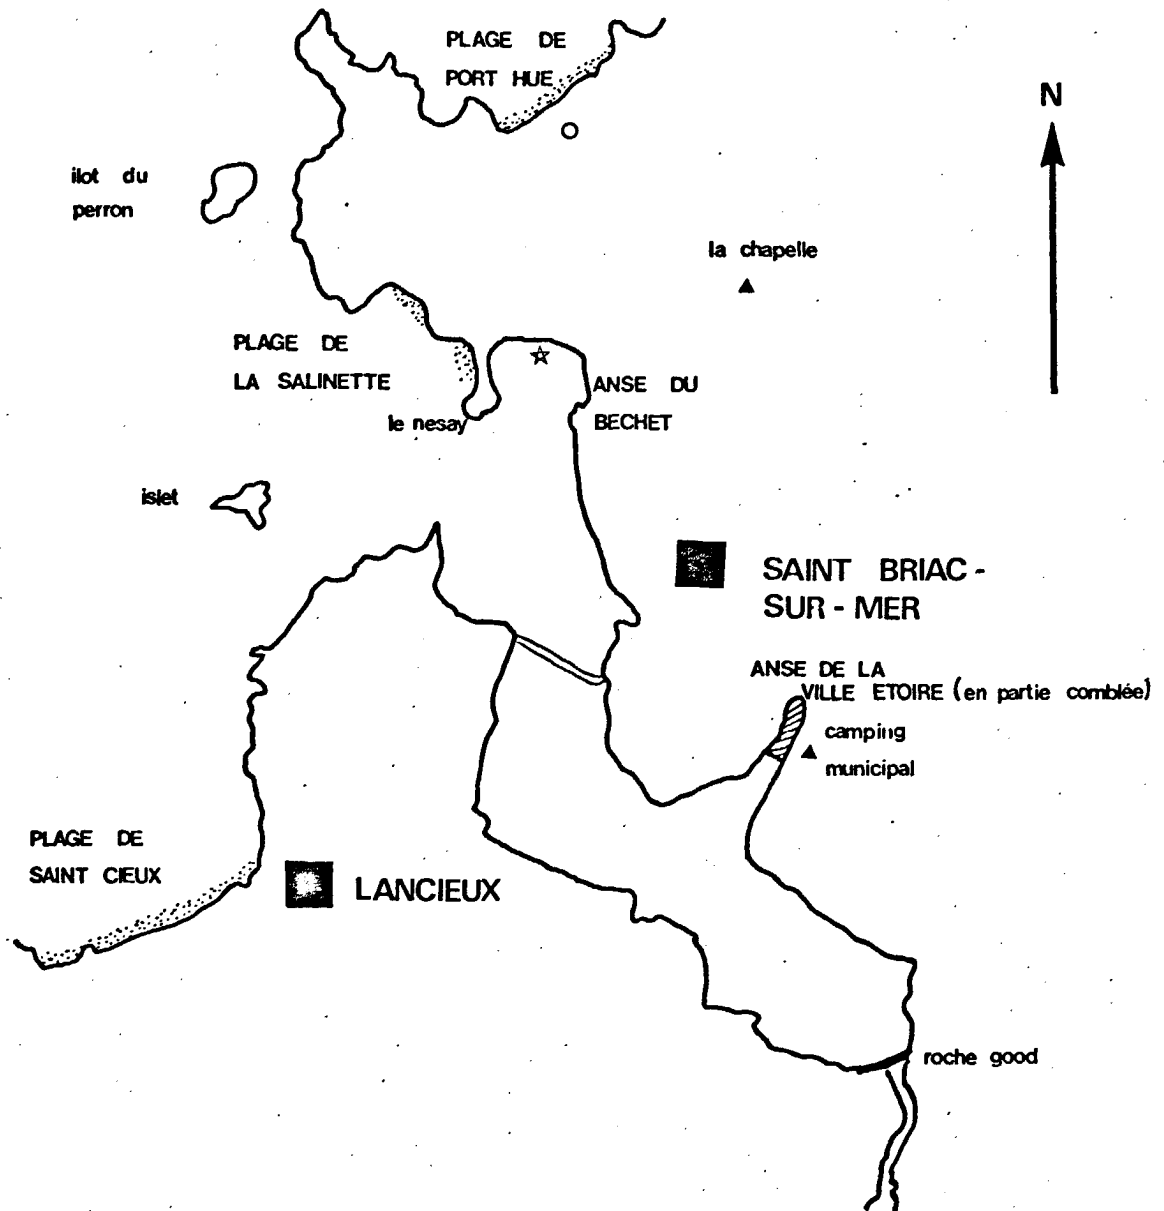 PLAGE DE
PORT HUE
N
ilot du
perron
la chapelle
PLAGE DE
LA SALINETTE
ANSE DU
BECHET
le nesay
islet
SAINT BRIAC -
SUR - MER
ANSE DE LA
VILLE ETOIRE (en partie comblée)
camping
municipal
PLAGE DE
SAINT CIEUX
LANCIEUX
roche good